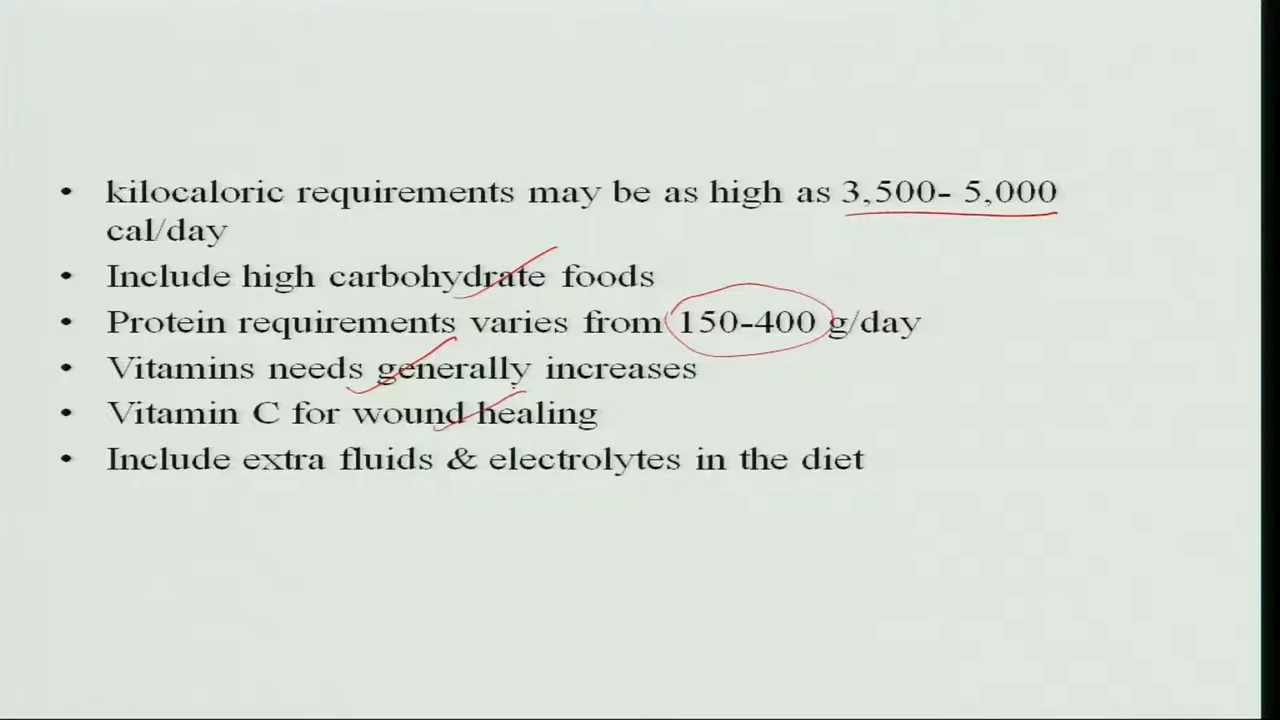 • kilocaloric requirements may be as high as 3,500- 5,000
cal/day
• Include high carbohydrate foods
• Protein requirements varies from 150-400 g/day
• Vitamins needs generally increases
• Vitamin C for wound healing
• Include extra fluids & electrolytes in the diet